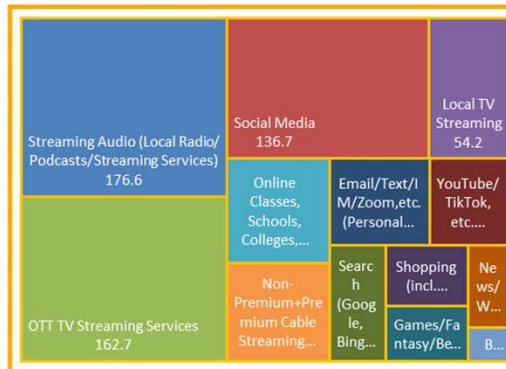 Streaming Audio (Local Radio/
Podcasts/Streaming Services)
176.6
Social Media
136.7
Local TV
Streaming
54.2
OTT TV Streaming Services
162.7
Online
Classes,
Schools,
Colleges,...
Email/Text/I
M/Zoom,etc.
(Personal...
YouTube/
TikTok,
etc....
Non-
Premium+Pre
mium Cable
Streaming...
Searc
h
(Goog
le,
Bing...
Shopping
(incl....
Games/Fa
ntasy/Be...
Ne
ws/
W...
B...